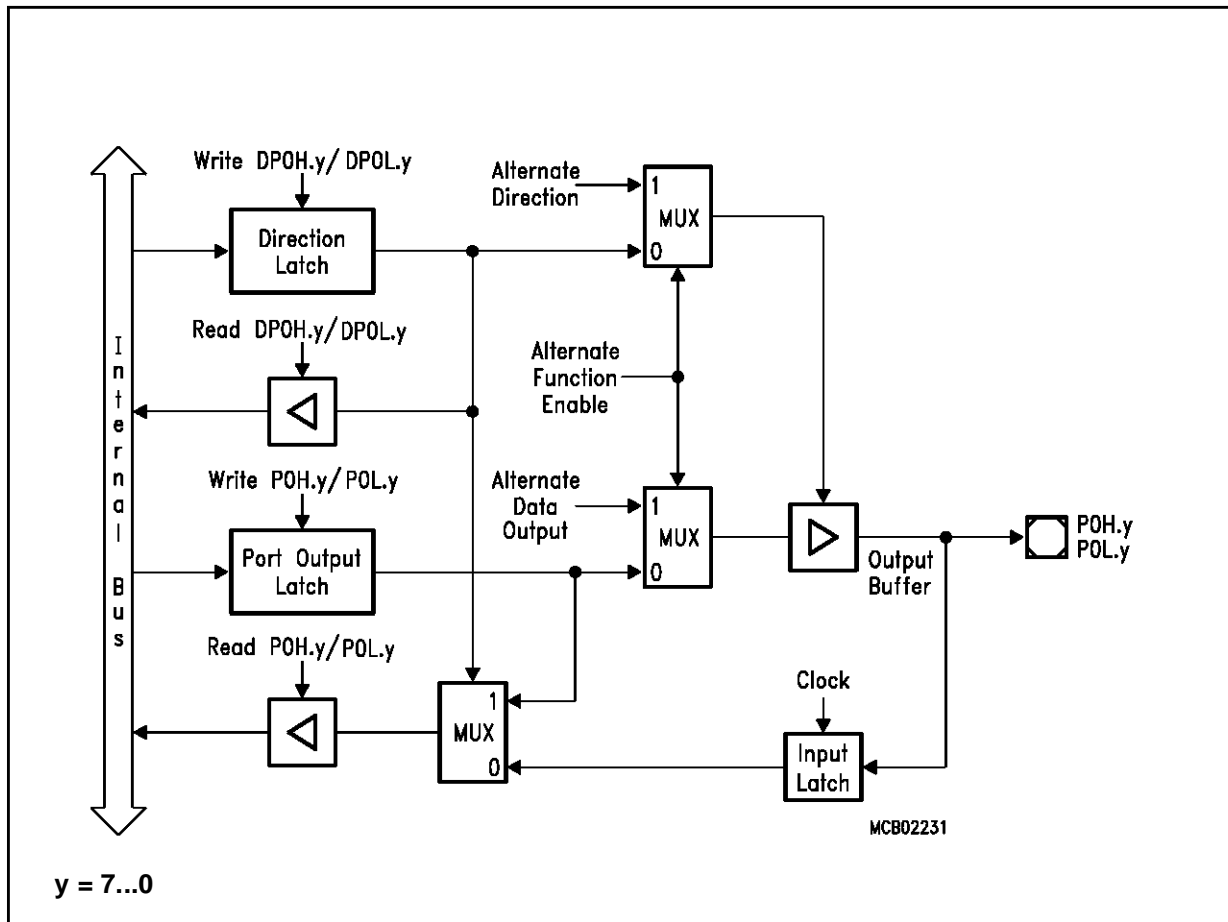 Write DP0H.y/DP0L.y
Alternate
Direction
1
MUX
0
Direction
Latch
Read DP0H.y/DP0L.y
Internal Bus
Alternate
Function
Enable
Write P0H.y/P0L.y
Alternate
Data
Output
1
MUX
0
Port Output
Latch
Output
Buffer
P0H.y
P0L.y
Read P0H.y/P0L.y
1
MUX
0
Clock
Input
Latch
MCB02231
y = 7...0